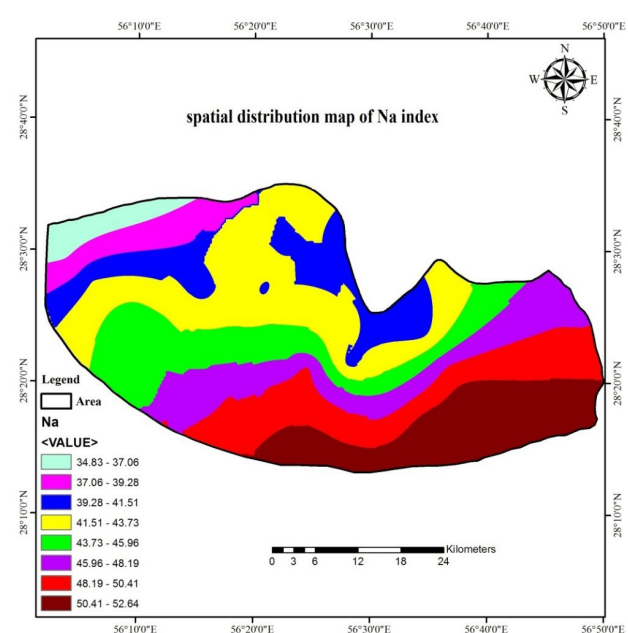 56°10'0"E 56°20'0"E 56°30'0"E 56°40'0"E 56°50'0"E
N
W E
S
28°40'0"N 28°40'0"N
spatial distribution map of Na index
28°30'0"N 28°30'0"N
28°20'0"N 28°20'0"N
Legend
Area
Na
<VALUE>
34.83 - 37.06
37.06 - 39.28
39.28 - 41.51
41.51 - 43.73
43.73 - 45.96
45.96 - 48.19
48.19 - 50.41
50.41 - 52.64
28°10'0"N 28°10'0"N
Kilometers
0 3 6 12 18 24
56°10'0"E 56°20'0"E 56°30'0"E 56°40'0"E 56°50'0"E